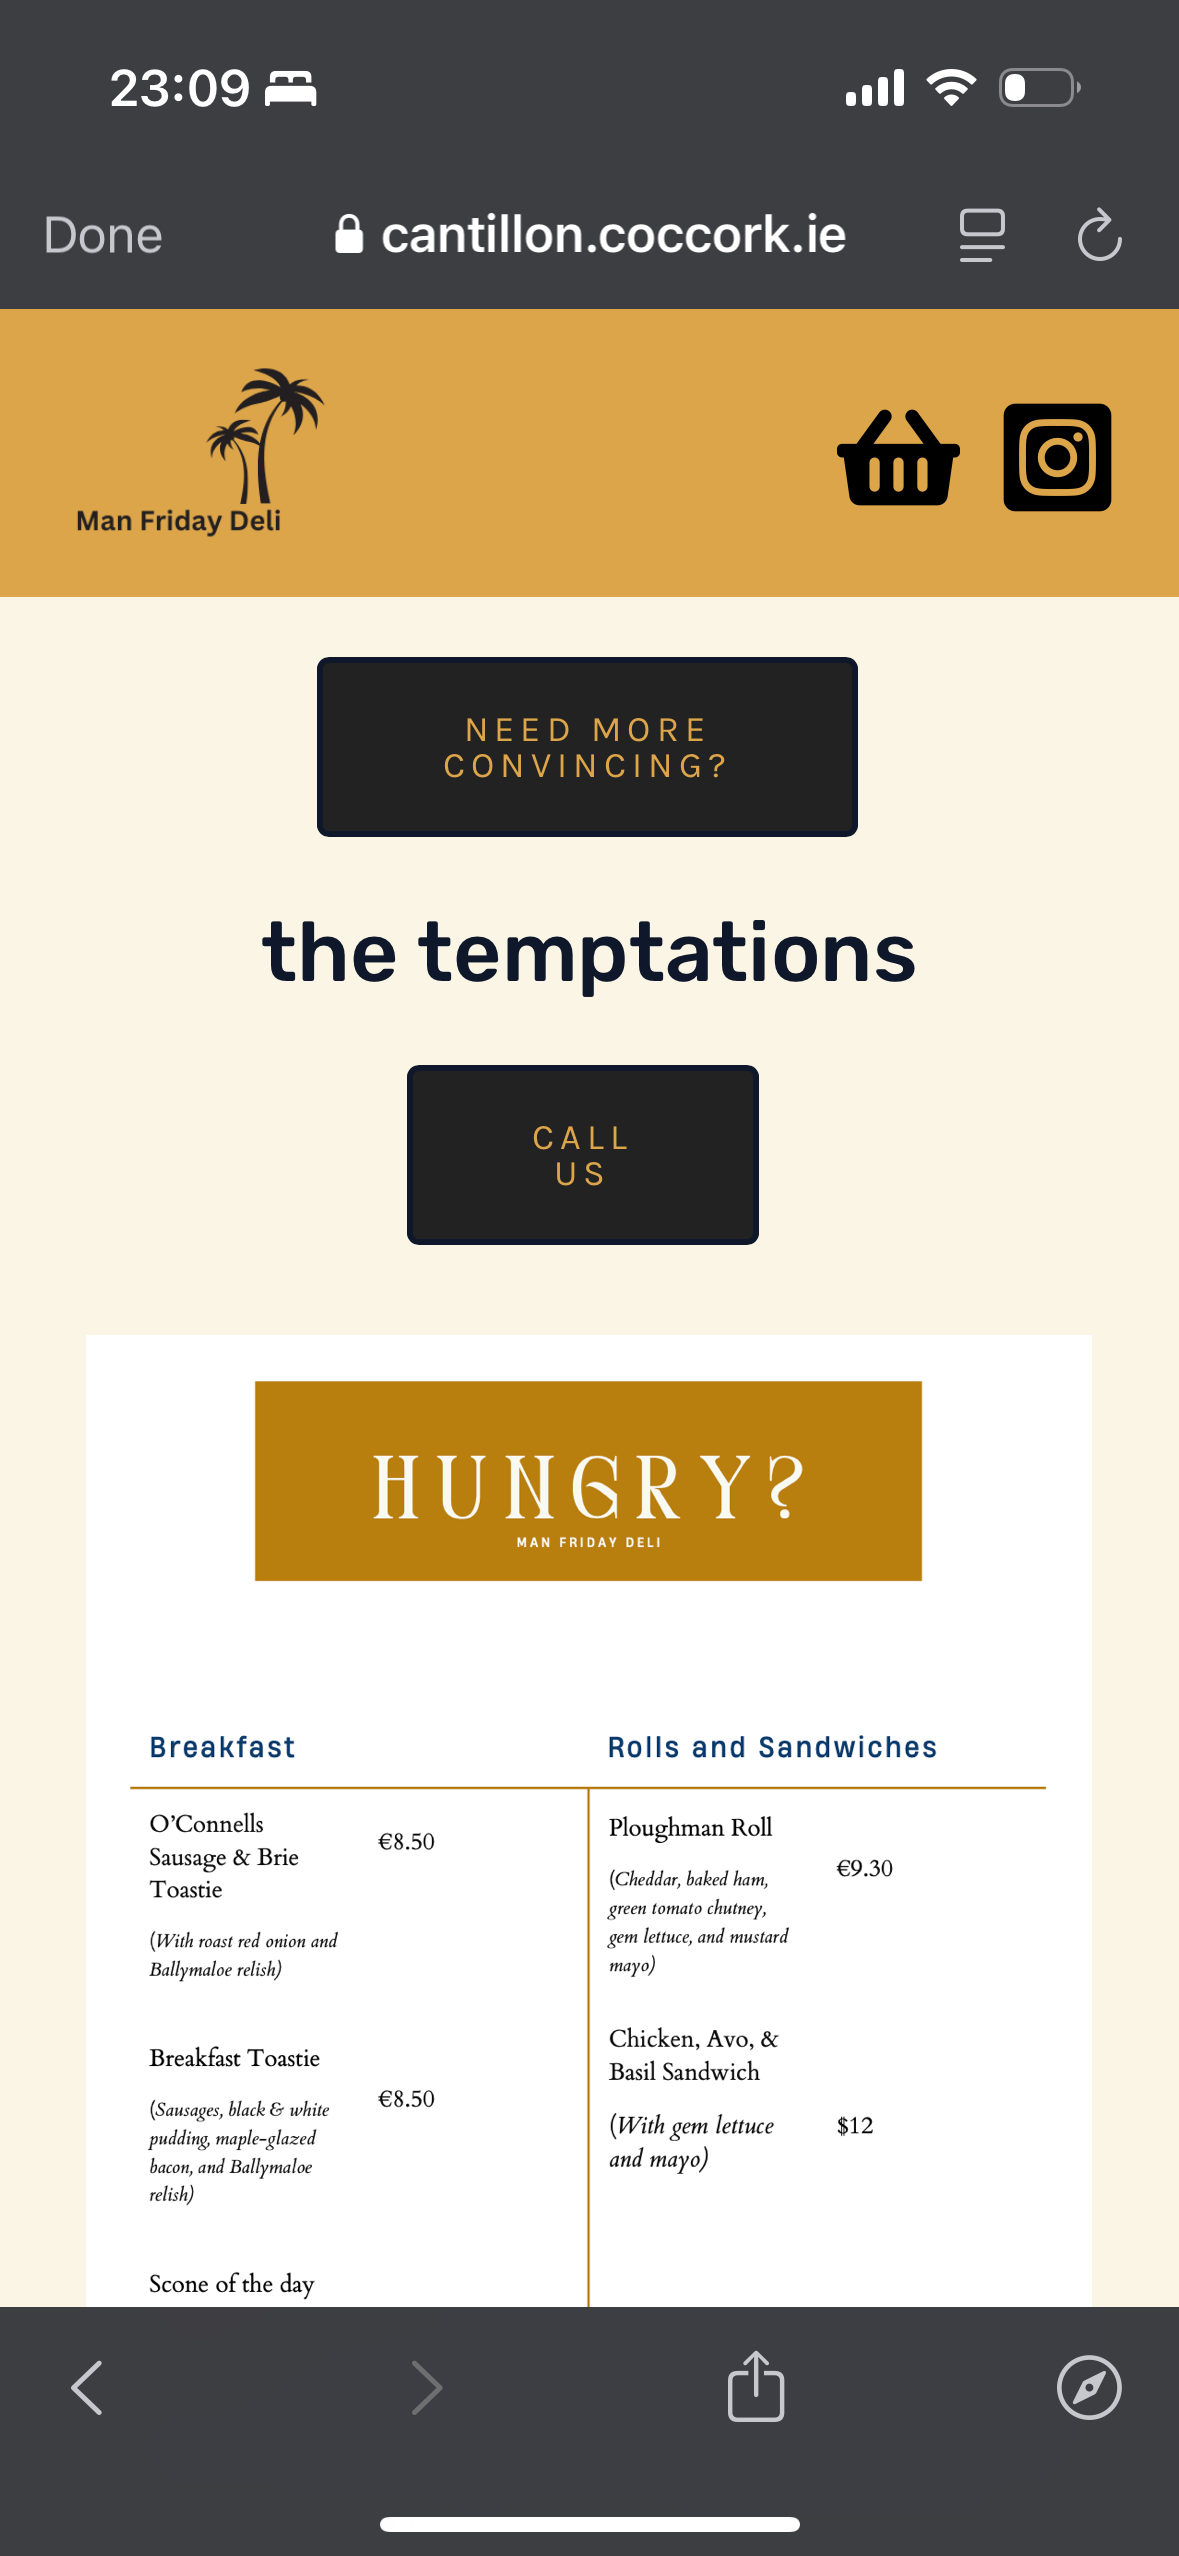 23:09
Done
cantillon.coccork.ie
Man Friday Deli
NEED MORE
CONVINCING?
the temptations
CALL
US
HUNGRY?
MAN FRIDAY DELI
Breakfast
O’Connells
Sausage & Brie
Toastie
€8.50
(With roast red onion and
Ballymaloe relish)
Breakfast Toastie
€8.50
(Sausages, black & white
pudding, maple-glazed
bacon, and Ballymaloe
relish)
Scone of the day
Rolls and Sandwiches
Ploughman Roll
€9.30
(Cheddar, baked ham,
green tomato chutney,
gem lettuce, and mustard
mayo)
Chicken, Avo, &
Basil Sandwich
(With gem lettuce
and mayo)
$12